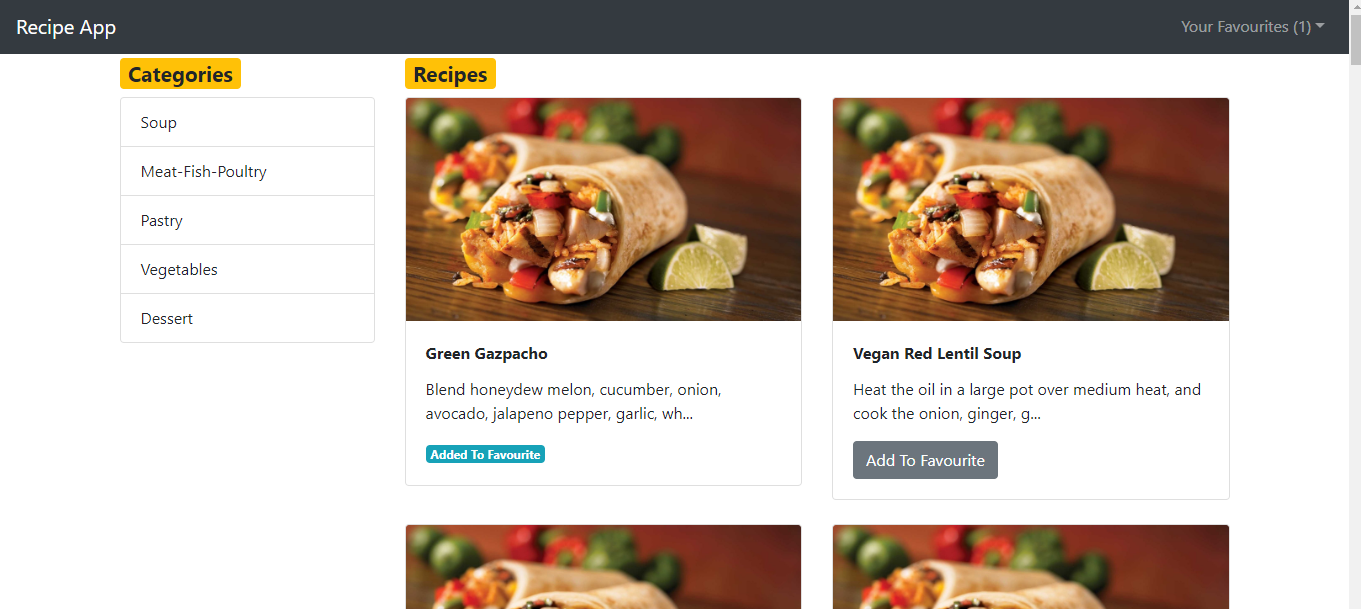 Recipe App
Your Favourites (1)
Categories
Soup
Meat-Fish-Poultry
Pastry
Vegetables
Dessert
Recipes
Green Gazpacho
Blend honeydew melon, cucumber, onion,
avocado, jalapeno pepper, garlic, wh...
Added To Favourite
Vegan Red Lentil Soup
Heat the oil in a large pot over medium heat, and
cook the onion, ginger, g...
Add To Favourite